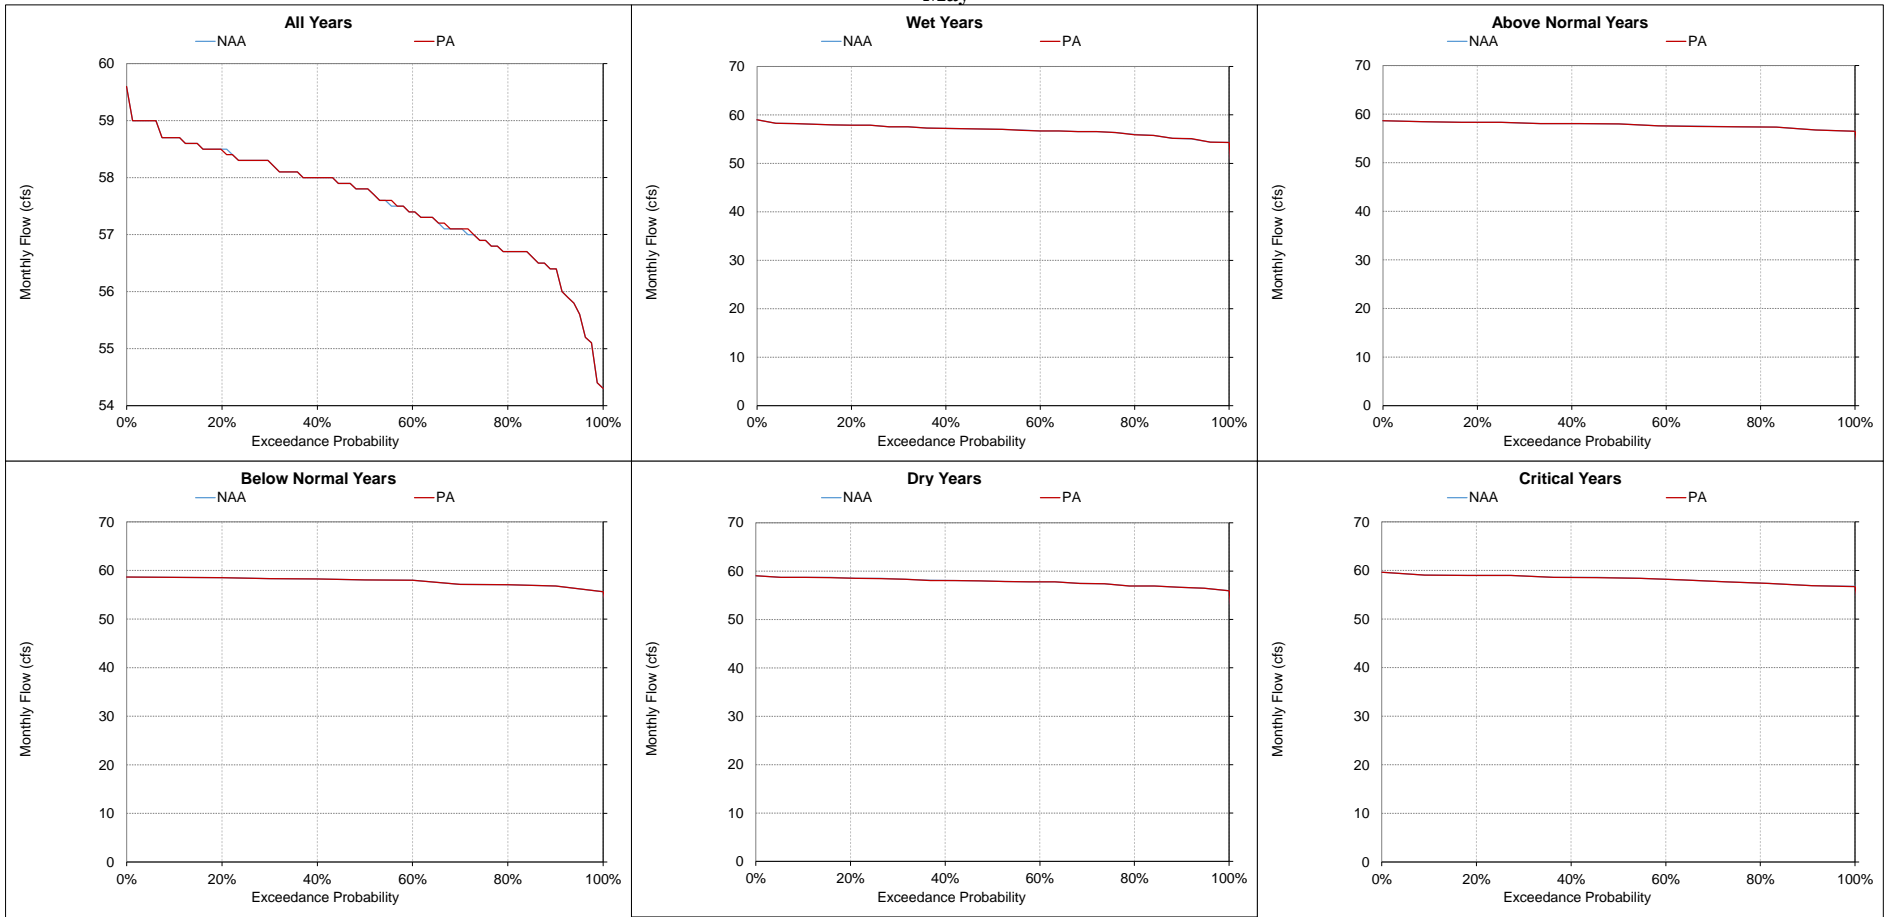 May
All Years
NAA PA
60
59
58
57
56
55
54
Monthly Flow (cfs)
0% 20% 40% 60% 80% 100%
Exceedance Probability
Wet Years
NAA PA
70
60
50
40
30
20
10
0
Monthly Flow (cfs)
0% 20% 40% 60% 80% 100%
Exceedance Probability
Above Normal Years
NAA PA
70
60
50
40
30
20
10
0
Monthly Flow (cfs)
0% 20% 40% 60% 80% 100%
Exceedance Probability
Below Normal Years
NAA PA
70
60
50
40
30
20
10
0
Monthly Flow (cfs)
0% 20% 40% 60% 80% 100%
Exceedance Probability
Dry Years
NAA PA
70
60
50
40
30
20
10
0
Monthly Flow (cfs)
0% 20% 40% 60% 80% 100%
Exceedance Probability
Critical Years
NAA PA
70
60
50
40
30
20
10
0
Monthly Flow (cfs)
0% 20% 40% 60% 80% 100%
Exceedance Probability